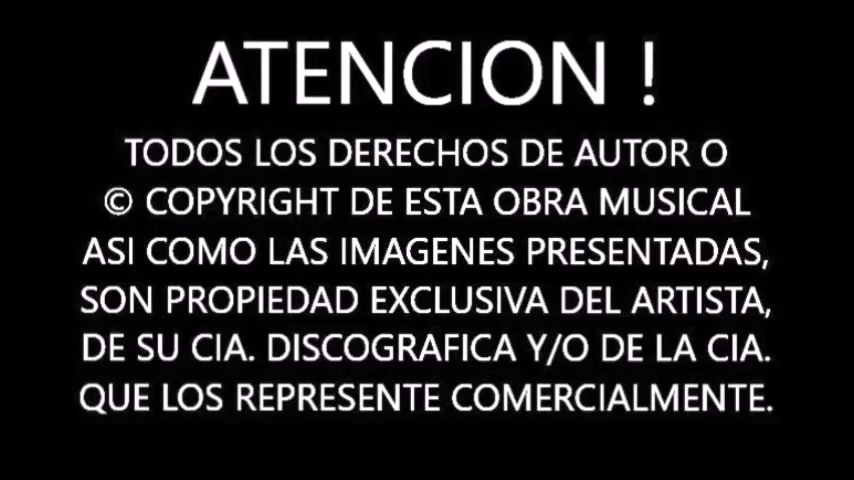 ATENCION !
TODOS LOS DERECHOS DE AUTOR O
© COPYRIGHT DE ESTA OBRA MUSICAL
ASI COMO LAS IMAGENES PRESENTADAS,
SON PROPIEDAD EXCLUSIVA DEL ARTISTA,
DE SU CIA. DISCOGRAFICA Y/O DE LA CIA.
QUE LOS REPRESENTE COMERCIALMENTE.